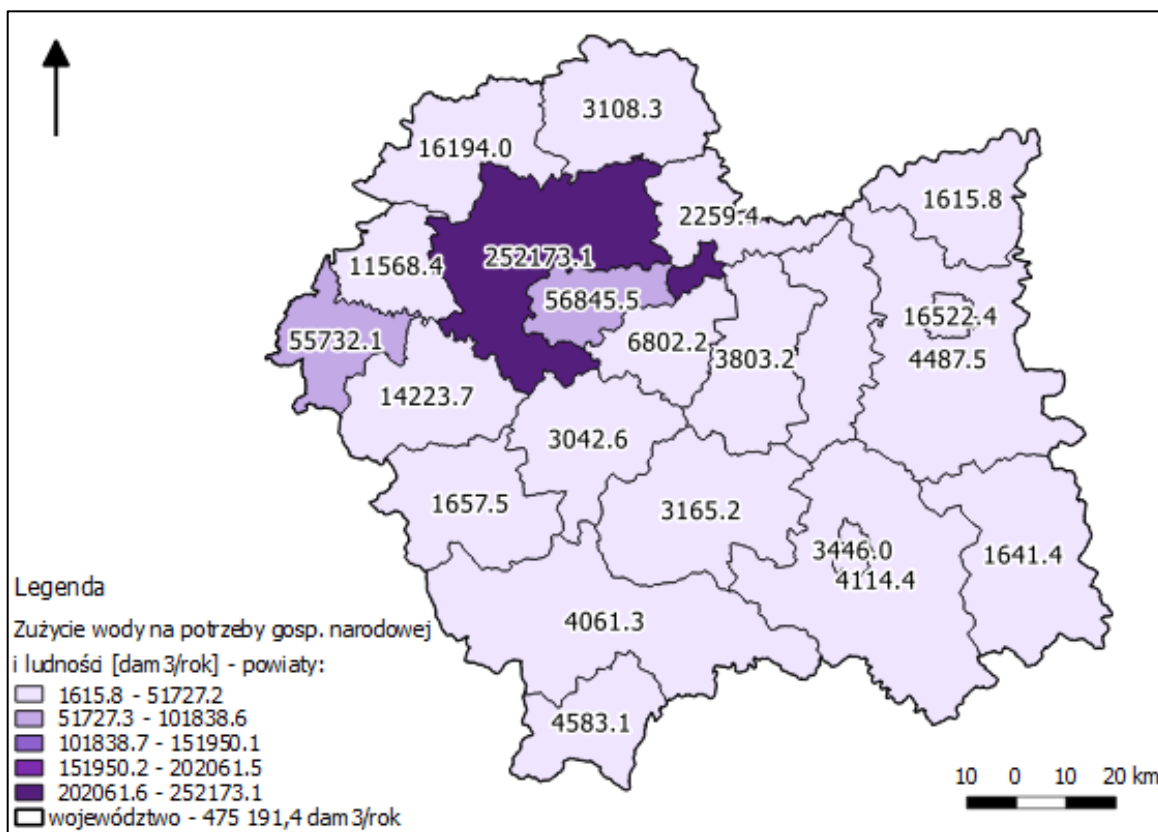 3108.3
16194.0
1615.8
2259.4
252173.1
11568.4
56845.5
16522.4
55732.1
6802.2
3803.2
4487.5
14223.7
3042.6
1657.5
3165.2
3446.0
1641.4
4114.4
4061.3
4583.1
Legenda
Zużycie wody na potrzeby gosp. narodowej
i ludności [dam3/rok] - powiaty:
1615.8 - 51727.2
51727.3 - 101838.6
101838.7 - 151950.1
151950.2 - 202061.5
202061.6 - 252173.1
województwo - 475 191,4 dam3/rok
10 0 10 20 km